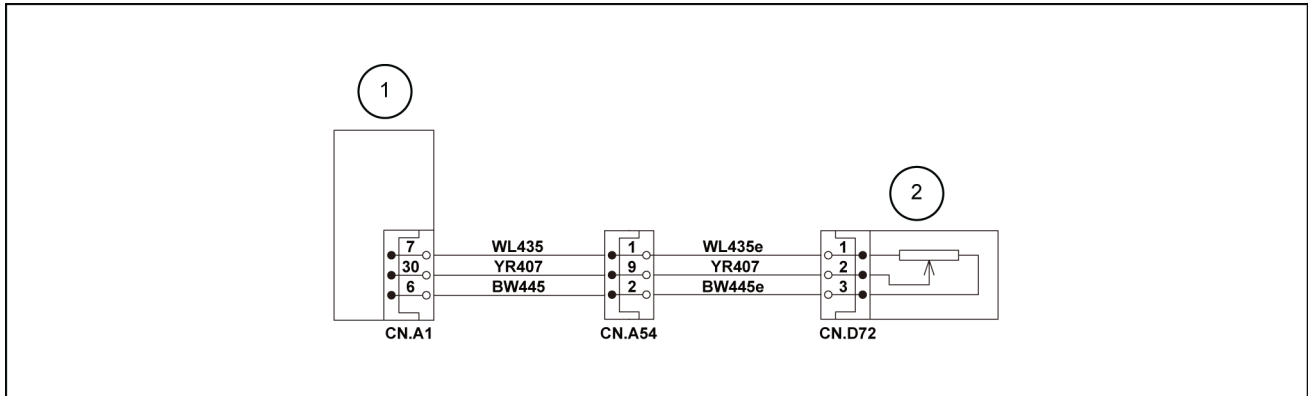 1
2
7 WL435 1 WL435e 1
30 YR407 9 YR407 2
6 BW445 2 BW445e 3
CN.A1 CN.A54 CN.D72